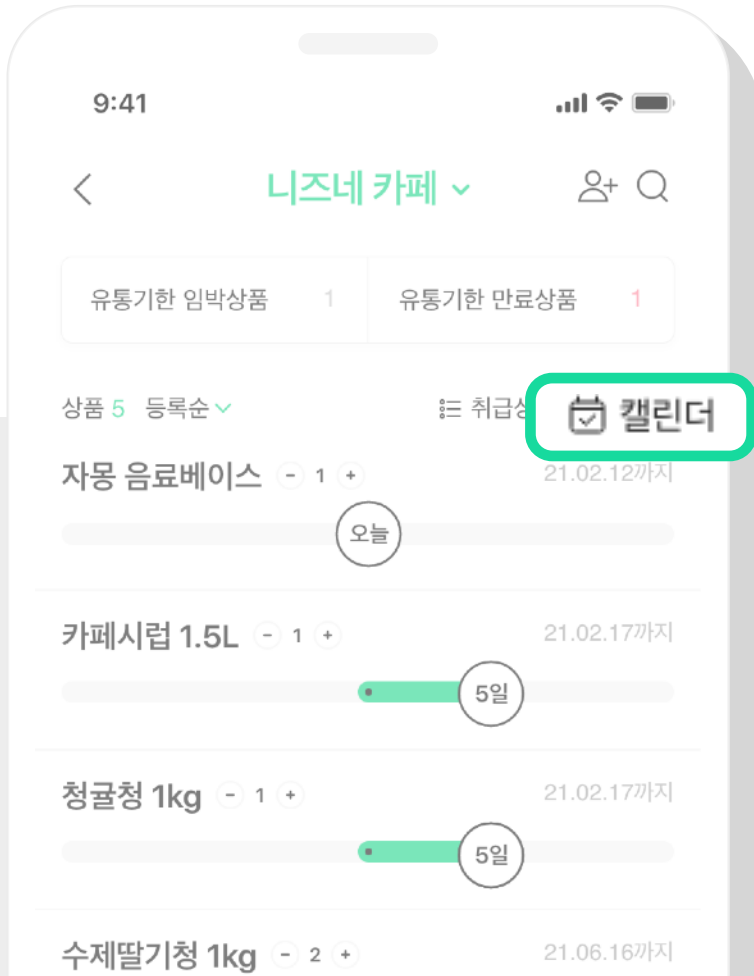 9:41
니즈네 카페
유통기한 임박상품 1 유통기한 만료상품 1
상품 5 등록순 취급상 캘린더
자몽 음료베이스 - 1 + 21.02.12까지
오늘
카페시럽 1.5L - 1 + 21.02.17까지
5일
청귤청 1kg - 1 + 21.02.17까지
5일
수제딸기청 1kg - 2 + 21.06.16까지